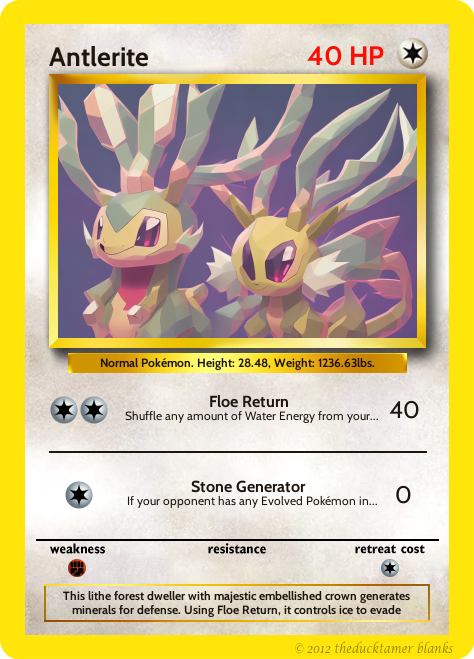 Antlerite 40 HP
Normal Pokémon. Height: 28.48, Weight: 1236.63lbs.
Floe Return 40
Shuffle any amount of Water Energy from your...
Stone Generator 0
If your opponent has any Evolved Pokémon in...
weakness resistance retreat cost
This lithe forest dweller with majestic embellished crown generates
minerals for defense. Using Floe Return, it controls ice to evade
© 2012 theducktamer blanks